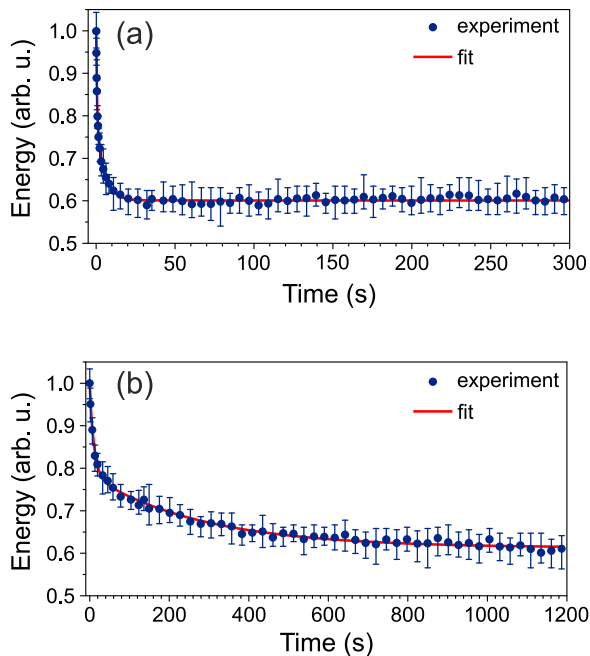 (a)
experiment
fit
Energy (arb. u.)
1.0
0.9
0.8
0.7
0.6
0.5
0 50 100 150 200 250 300
Time (s)
(b)
experiment
fit
Energy (arb. u.)
1.0
0.9
0.8
0.7
0.6
0.5
0 200 400 600 800 1000 1200
Time (s)